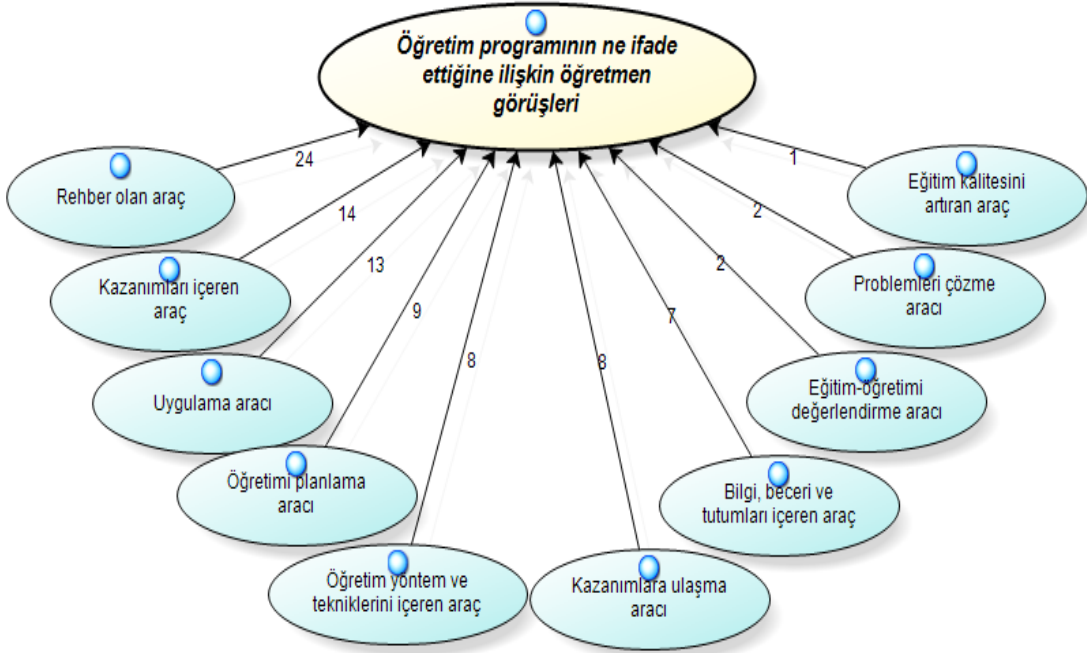 Öğretim programının ne ifade
ettiğine ilişkin öğretmen
görüşleri
24
Rehber olan araç
14
Kazanımları içeren
araç
13
Uygulama aracı
9
Öğretimi planlama
aracı
8
Öğretim yöntem ve
tekniklerini içeren araç
8
Kazanımlara ulaşma
aracı
7
Bilgi, beceri ve
tutumları içeren araç
2
Eğitim-öğretimi
değerlendirme aracı
2
Problemleri çözme
aracı
1
Eğitim kalitesini
artıran araç